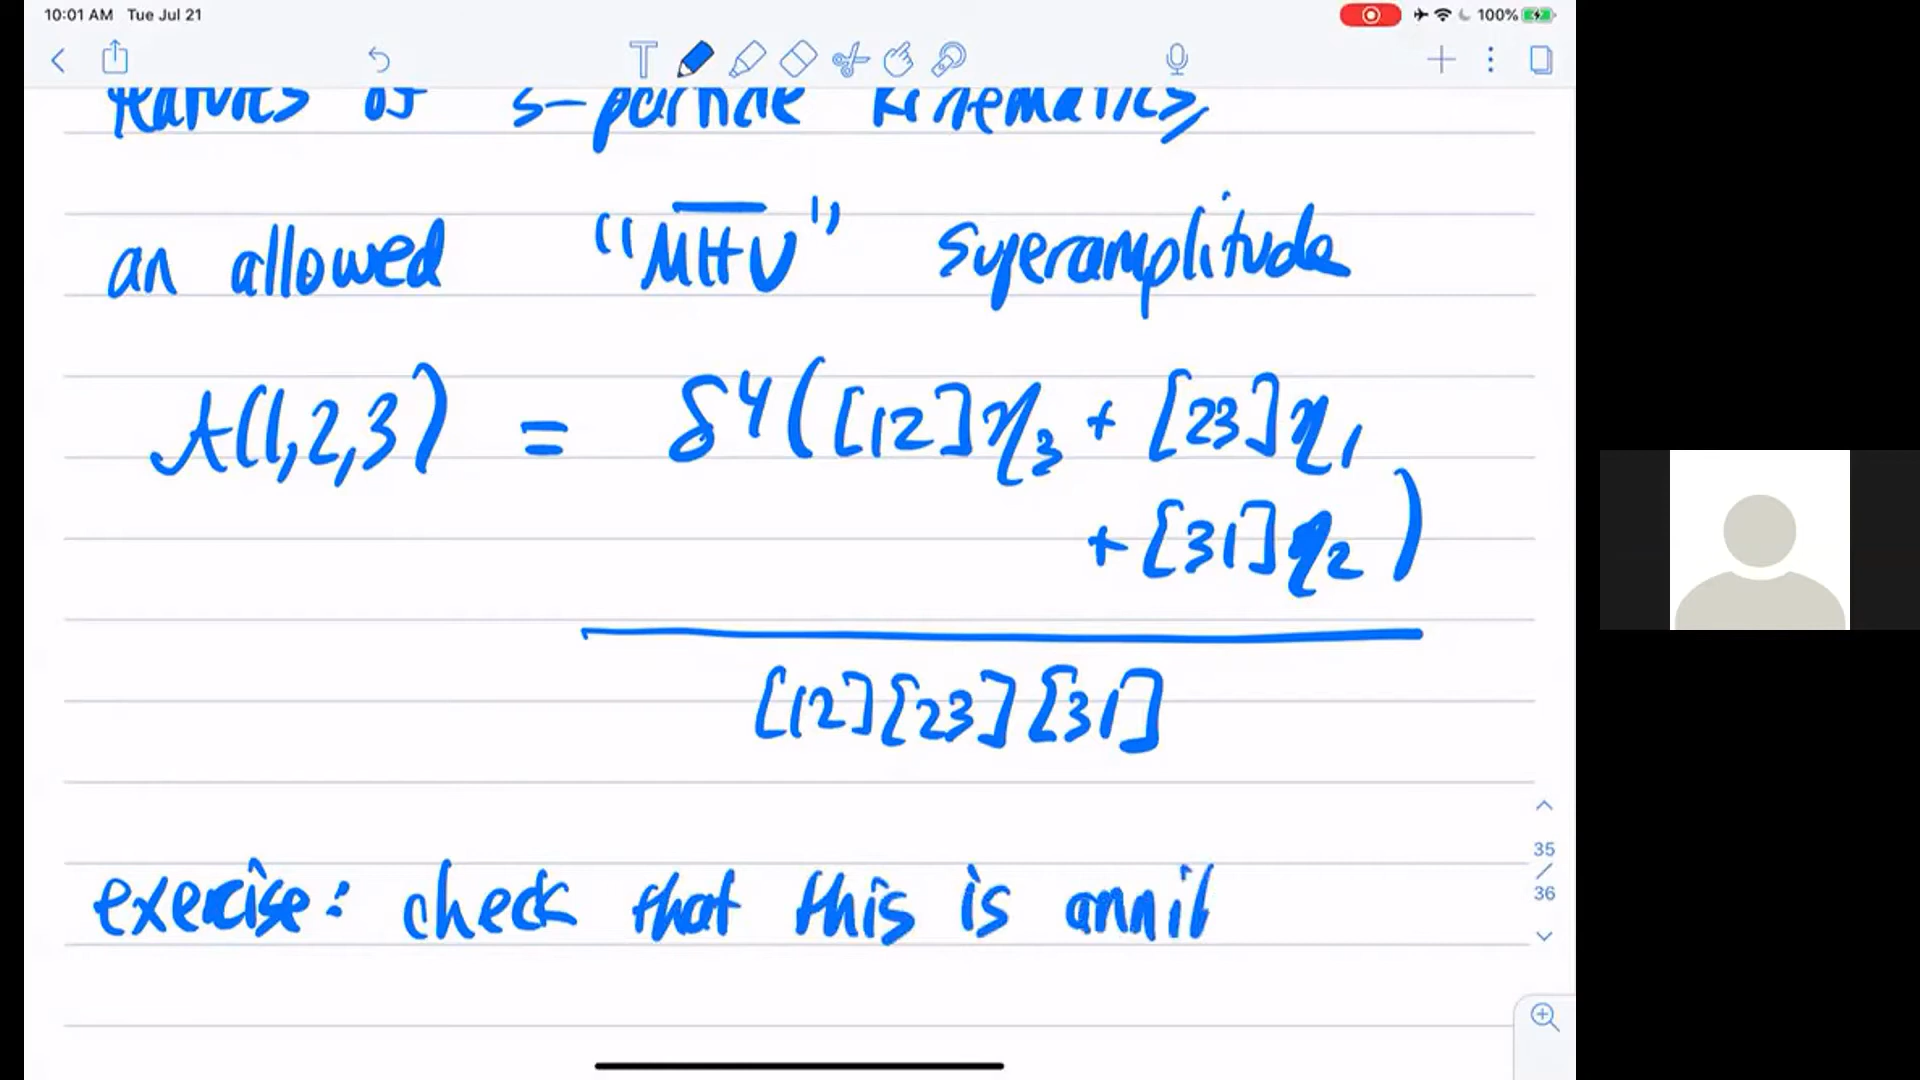 10:01 AM Tue Jul 21
100%
features of 3-particle kinematics,
an allowed "\overline{MHV}" superamplitude
A(1,2,3) = δ⁴([12]η₃ + [23]η₁
+ [31]η₂)
[12][23][31]
35
/
36
exercise: check that this is annih